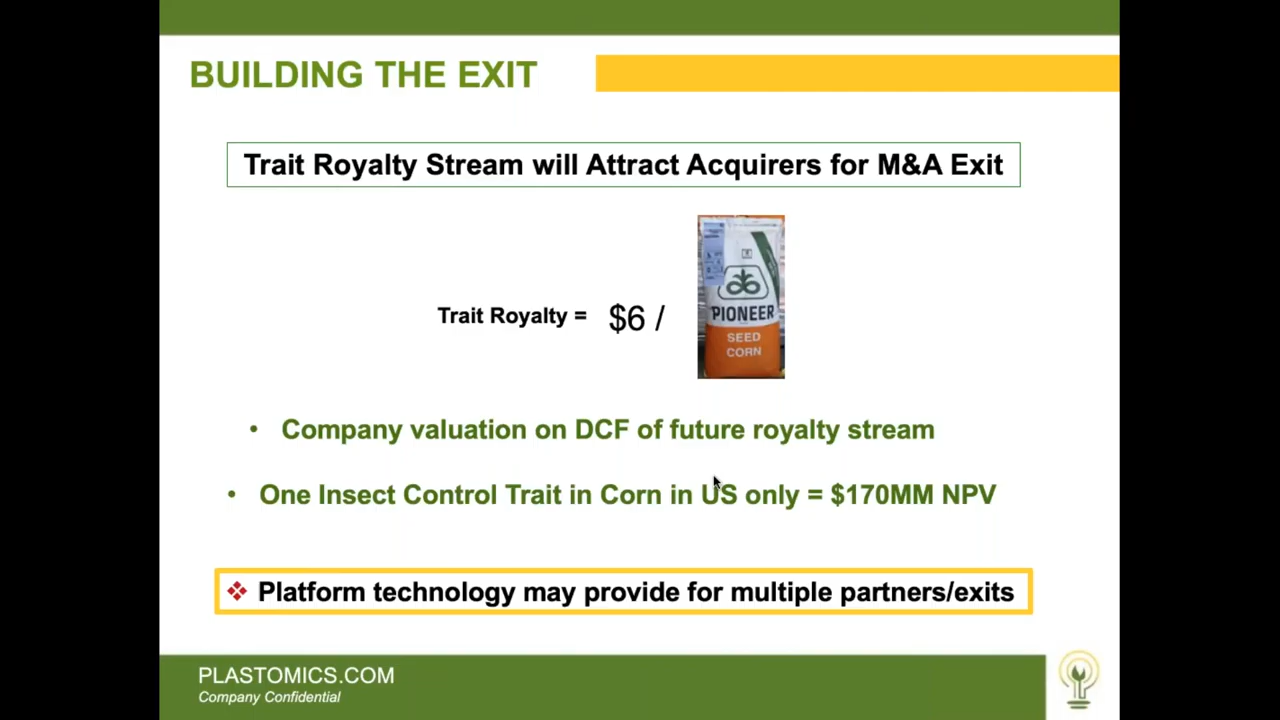 BUILDING THE EXIT
Trait Royalty Stream will Attract Acquirers for M&A Exit
Trait Royalty = $6 /
PIONEER
SEED
CORN
• Company valuation on DCF of future royalty stream
• One Insect Control Trait in Corn in US only = $170MM NPV
❖ Platform technology may provide for multiple partners/exits
PLASTOMICS.COM
Company Confidential